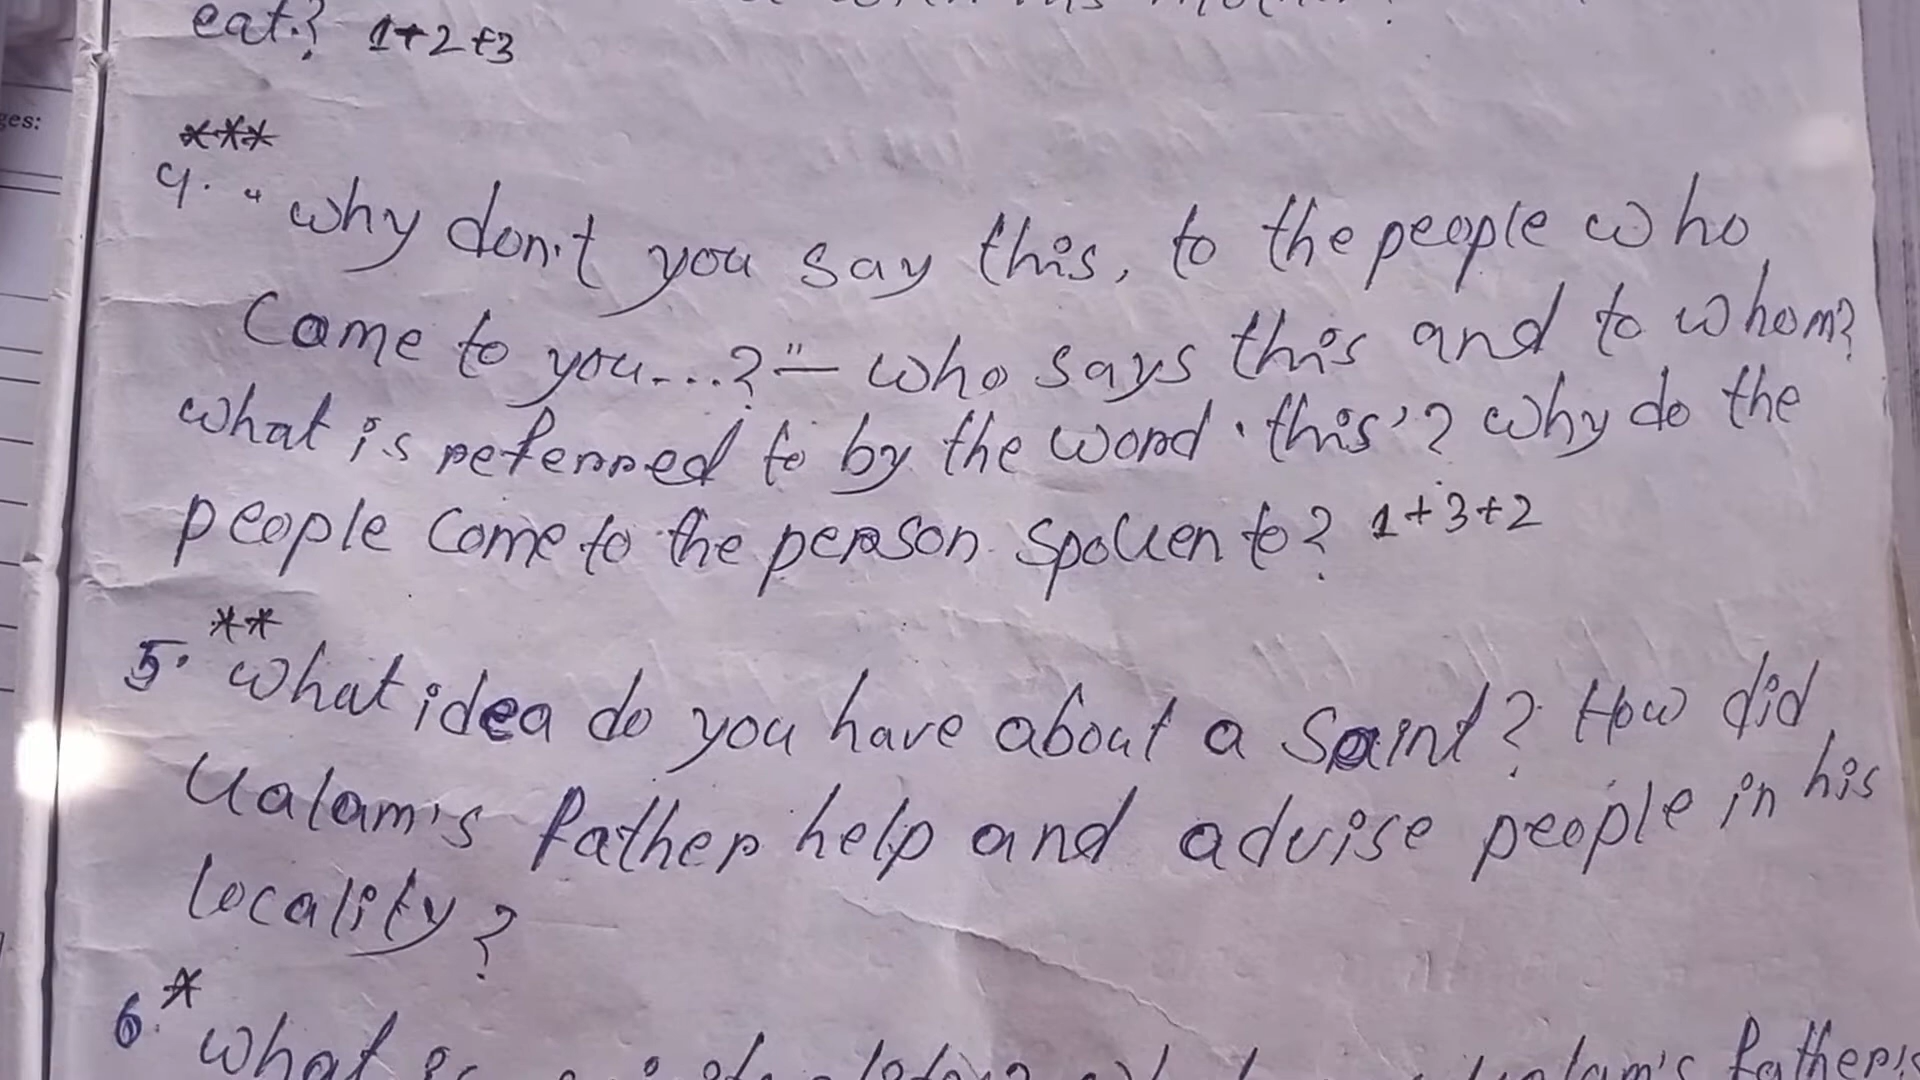 eat.? 1+2+3
ges:
***
4. "why don't you say this, to the people who
Come to you...?"— who says this and to whom?
what is referred to by the word 'this'? Why do the
people Come to the person spoken to? 1+3+2
**
5. what idea do you have about a Saint? How did
Kalam's father help and advise people in his
locality?
*
6. what is
father's